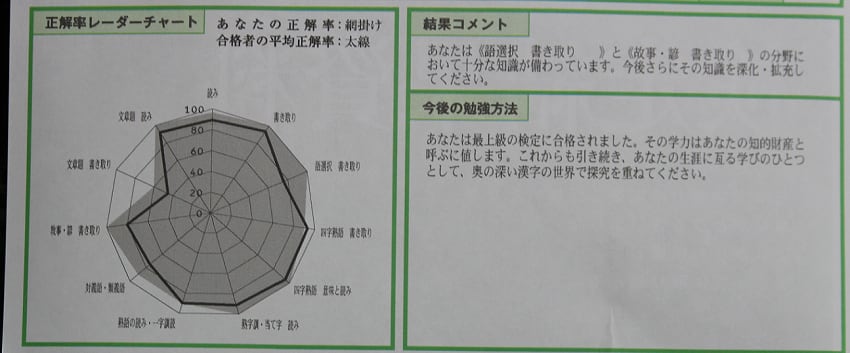 正解率レーダーチャート
あなたの正解率：網掛け
合格者の平均正解率：太線
読み
書き取り
語選択 書き取り
四字熟語 書き取り
四字熟語 意味と読み
熟字訓・当て字 読み
熟語の読み・一字訓読
対義語・類義語
故事・諺 書き取り
文章題 書き取り
文章題 読み
100
80
60
40
20
0
結果コメント
あなたは《語選択 書き取り 》と《故事・諺 書き取り 》の分野に
おいて十分な知識が備わっています。今後さらにその知識を深化・拡充し
てください。
今後の勉強方法
あなたは最上級の検定に合格されました。その学力はあなたの知的財産と
呼ぶに値します。これからも引き続き、あなたの生涯に亙る学びのひとつ
として、奥の深い漢字の世界で探究を重ねてください。